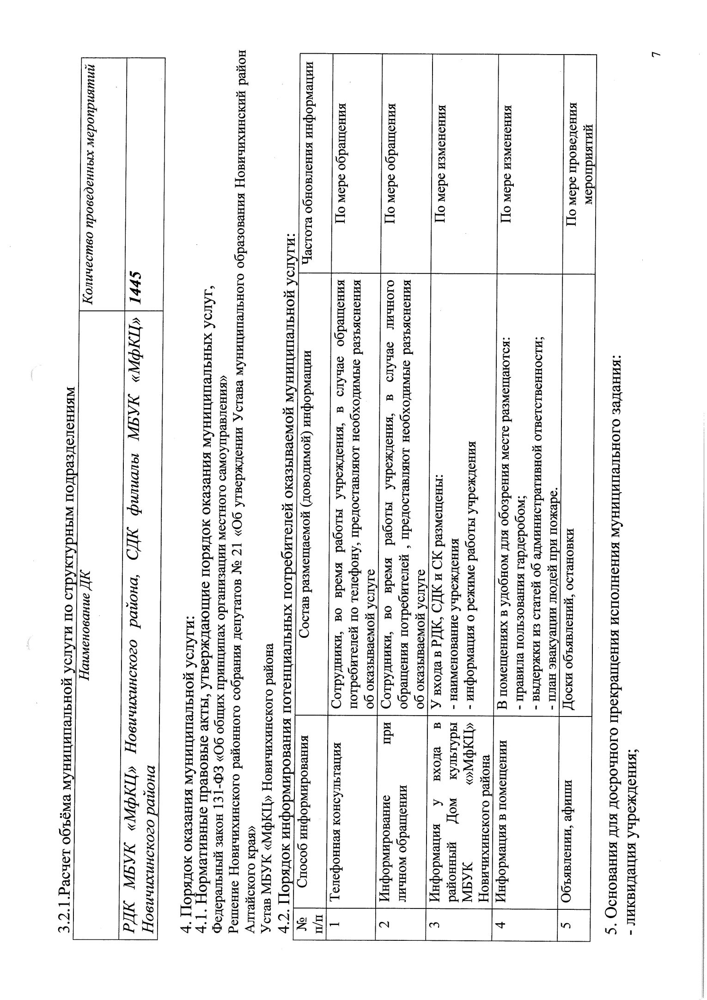 3.2.1.Расчет объёма муниципальной услуги по структурным подразделениям
Наименование ДК
Количество проведенных мероприятий
РДК МБУК «МфКЦ» Новичихинского района, СДК филиалы МБУК «МфКЦ»
Новичихинского района
1445
4. Порядок оказания муниципальной услуги:
4.1. Нормативные правовые акты, утверждающие порядок оказания муниципальных услуг,
Федеральный закон 131-ФЗ «Об общих принципах организации местного самоуправления»
Решение Новичихинского районного собрания депутатов № 21 «Об утверждении Устава муниципального образования Новичихинский район
Алтайского края»
Устав МБУК «МфКЦ» Новичихинского района
4.2. Порядок информирования потенциальных потребителей оказываемой муниципальной услуги:
№
п/п
Способ информирования
Состав размещаемой (доводимой) информации
Частота обновления информации
1
Телефонная консультация
Сотрудники, во время работы учреждения, в случае обращения
потребителей по телефону, предоставляют необходимые разъяснения
об оказываемой услуге
По мере обращения
2
Информирование при
личном обращении
Сотрудники, во время работы учреждения, в случае личного
обращения потребителей , предоставляют необходимые разъяснения
об оказываемой услуге
По мере обращения
3
Информация у входа в
районный Дом культуры
МБУК «»МфКЦ»
Новичихинского района
У входа в РДК, СДК и СК размещены:
- наименование учреждения
- информация о режиме работы учреждения
По мере изменения
4
Информация в помещении
В помещениях в удобном для обозрения месте размещаются:
- правила пользования гардеробом;
- выдержки из статей об административной ответственности;
- план эвакуации людей при пожаре.
По мере изменения
5
Объявлении, афиши
Доски объявлений, остановки
По мере проведения
мероприятий
5. Основания для досрочного прекращения исполнения муниципального задания:
- ликвидация учреждения;
7